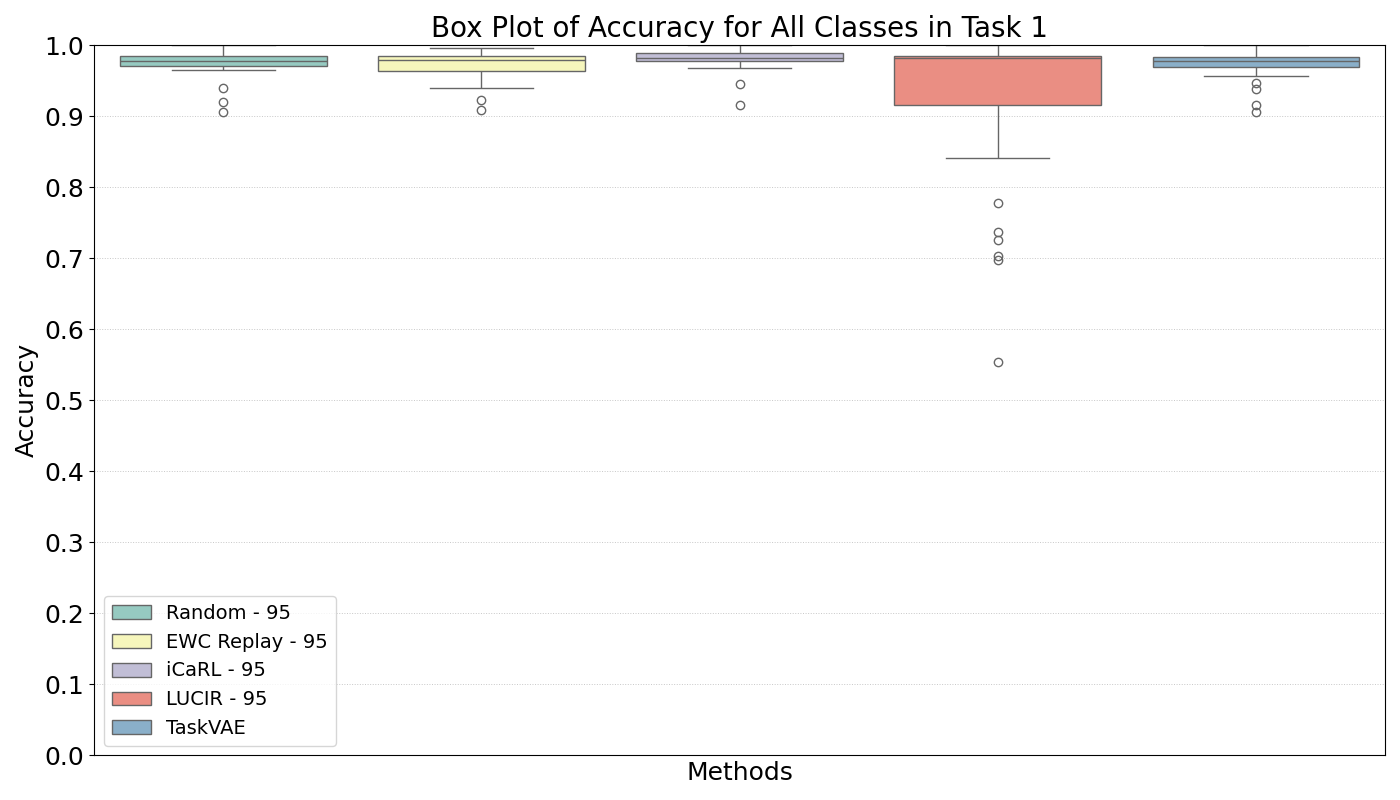 Box Plot of Accuracy for All Classes in Task 1
1.0
0.9
0.8
0.7
0.6
0.5
0.4
0.3
0.2
0.1
0.0
Accuracy
Random - 95
EWC Replay - 95
iCaRL - 95
LUCIR - 95
TaskVAE
Methods